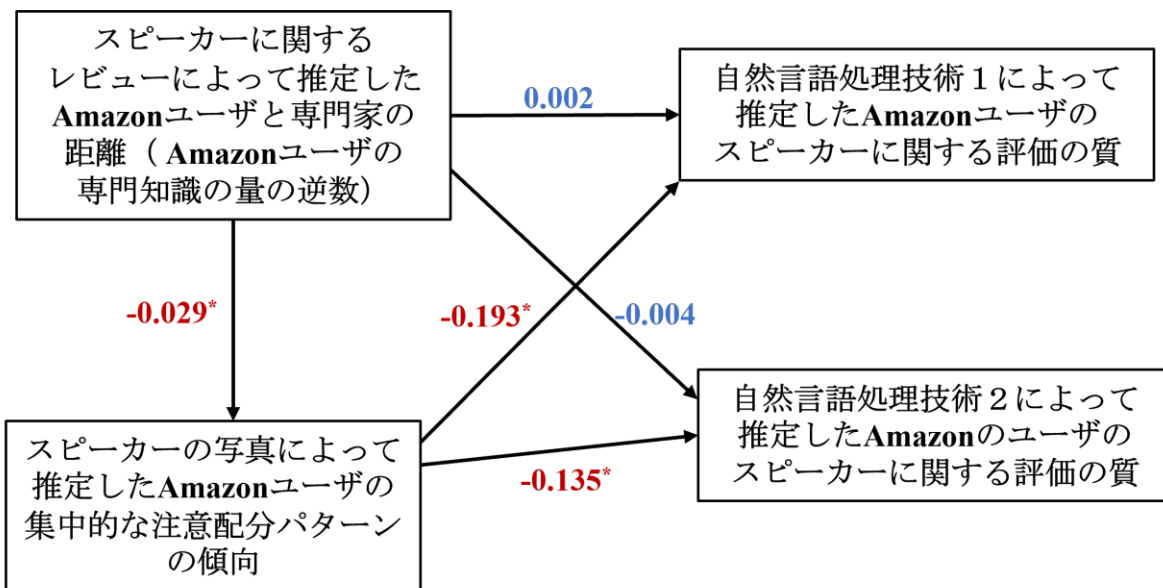 スピーカーに関する
レビューによって推定した
Amazonユーザと専門家の
距離（ Amazonユーザの
専門知識の量の逆数）
0.002
自然言語処理技術１によって
推定したAmazonユーザの
スピーカーに関する評価の質
-0.029*
-0.193*
-0.004
スピーカーの写真によって
推定したAmazonユーザの
集中的な注意配分パターン
の傾向
-0.135*
自然言語処理技術２によって
推定したAmazonのユーザの
スピーカーに関する評価の質